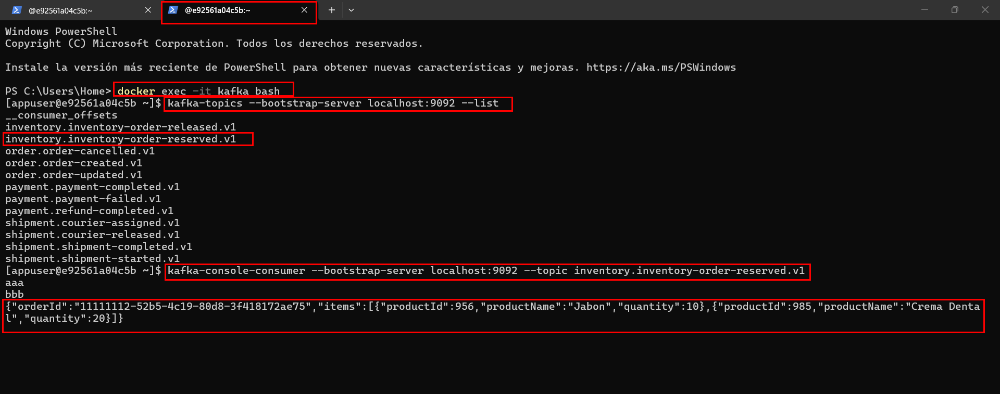 @e92561a04c5b:~
@e92561a04c5b:~
Windows PowerShell
Copyright (C) Microsoft Corporation. Todos los derechos reservados.
Instale la versión más reciente de PowerShell para obtener nuevas características y mejoras. https://aka.ms/PSWindows
PS C:\Users\Home> docker exec -it kafka bash
[appuser@e92561a04c5b ~]$ kafka-topics --bootstrap-server localhost:9092 --list
__consumer_offsets
inventory.inventory-order-released.v1
inventory.inventory-order-reserved.v1
order.order-cancelled.v1
order.order-created.v1
order.order-updated.v1
payment.payment-completed.v1
payment.payment-failed.v1
payment.refund-completed.v1
shipment.courier-assigned.v1
shipment.courier-released.v1
shipment.shipment-completed.v1
shipment.shipment-started.v1
[appuser@e92561a04c5b ~]$ kafka-console-consumer --bootstrap-server localhost:9092 --topic inventory.inventory-order-reserved.v1
aaa
bbb
{"orderId":"11111112-52b5-4c19-80d8-3f418172ae75","items":[{"productId":956,"productName":"Jabon","quantity":10},{"productId":985,"productName":"Crema Denta
l","quantity":20}]}